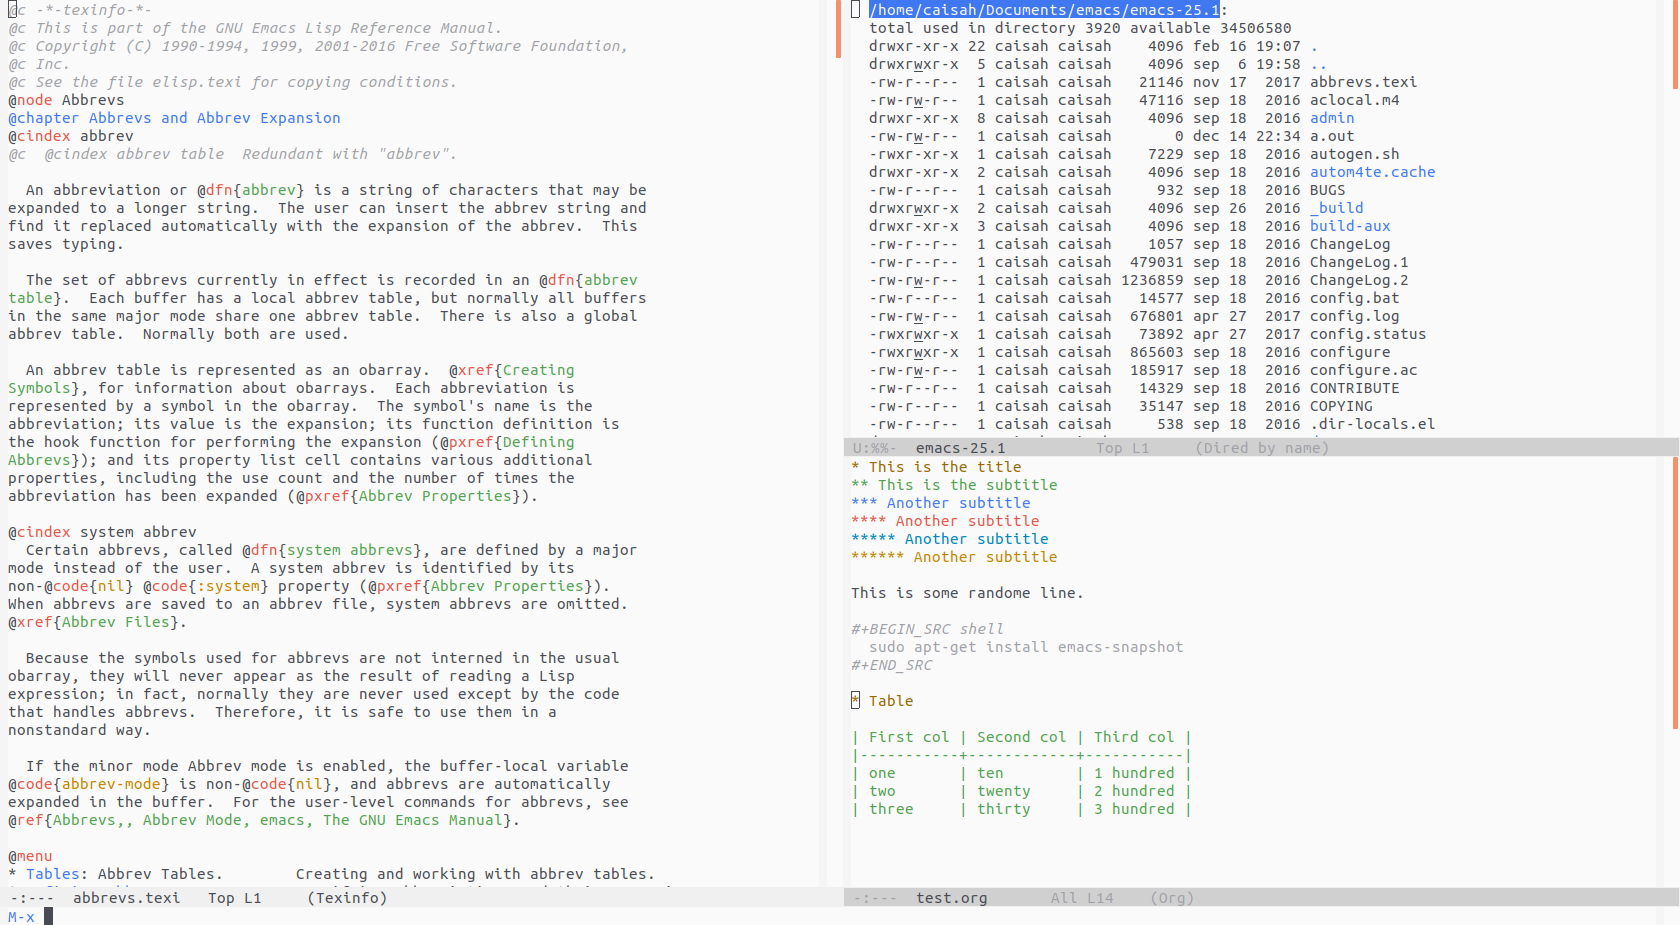 @c -*-texinfo-*-
@c This is part of the GNU Emacs Lisp Reference Manual.
@c Copyright (C) 1990-1994, 1999, 2001-2016 Free Software Foundation,
@c Inc.
@c See the file elisp.texi for copying conditions.
@node Abbrevs
@chapter Abbrevs and Abbrev Expansion
@cindex abbrev
@c  @cindex abbrev table  Redundant with "abbrev".

  An abbreviation or @dfn{abbrev} is a string of characters that may be
expanded to a longer string.  The user can insert the abbrev string and
find it replaced automatically with the expansion of the abbrev.  This
saves typing.

  The set of abbrevs currently in effect is recorded in an @dfn{abbrev
table}.  Each buffer has a local abbrev table, but normally all buffers
in the same major mode share one abbrev table.  There is also a global
abbrev table.  Normally both are used.

  An abbrev table is represented as an obarray.  @xref{Creating
Symbols}, for information about obarrays.  Each abbreviation is
represented by a symbol in the obarray.  The symbol's name is the
abbreviation; its value is the expansion; its function definition is
the hook function for performing the expansion (@pxref{Defining
Abbrevs}); and its property list cell contains various additional
properties, including the use count and the number of times the
abbreviation has been expanded (@pxref{Abbrev Properties}).

@cindex system abbrev
  Certain abbrevs, called @dfn{system abbrevs}, are defined by a major
mode instead of the user.  A system abbrev is identified by its
non-@code{nil} @code{:system} property (@pxref{Abbrev Properties}).
When abbrevs are saved to an abbrev file, system abbrevs are omitted.
@xref{Abbrev Files}.

  Because the symbols used for abbrevs are not interned in the usual
obarray, they will never appear as the result of reading a Lisp
expression; in fact, normally they are never used except by the code
that handles abbrevs.  Therefore, it is safe to use them in a
nonstandard way.

  If the minor mode Abbrev mode is enabled, the buffer-local variable
@code{abbrev-mode} is non-@code{nil}, and abbrevs are automatically
expanded in the buffer.  For the user-level commands for abbrevs, see
@ref{Abbrevs,, Abbrev Mode, emacs, The GNU Emacs Manual}.

@menu
* Tables: Abbrev Tables.        Creating and working with abbrev tables.
-:---  abbrevs.texi   Top L1     (Texinfo)
M-x
/home/caisah/Documents/emacs/emacs-25.1:
total used in directory 3920 available 34506580
drwxr-xr-x 22 caisah caisah    4096 feb 16 19:07 .
drwxrwxr-x  5 caisah caisah    4096 sep  6 19:58 ..
-rw-r--r--  1 caisah caisah   21146 nov 17  2017 abbrevs.texi
-rw-rw-r--  1 caisah caisah   47116 sep 18  2016 aclocal.m4
drwxr-xr-x  8 caisah caisah    4096 sep 18  2016 admin
-rw-rw-r--  1 caisah caisah       0 dec 14 22:34 a.out
-rwxr-xr-x  1 caisah caisah    7229 sep 18  2016 autogen.sh
drwxr-xr-x  2 caisah caisah    4096 sep 18  2016 autom4te.cache
-rw-r--r--  1 caisah caisah     932 sep 18  2016 BUGS
drwxrwxr-x  2 caisah caisah    4096 sep 26  2016 _build
drwxr-xr-x  3 caisah caisah    4096 sep 18  2016 build-aux
-rw-r--r--  1 caisah caisah    1057 sep 18  2016 ChangeLog
-rw-r--r--  1 caisah caisah  479031 sep 18  2016 ChangeLog.1
-rw-rw-r--  1 caisah caisah 1236859 sep 18  2016 ChangeLog.2
-rw-r--r--  1 caisah caisah   14577 sep 18  2016 config.bat
-rw-rw-r--  1 caisah caisah  676801 apr 27  2017 config.log
-rwxrwxr-x  1 caisah caisah   73892 apr 27  2017 config.status
-rwxrwxr-x  1 caisah caisah  865603 sep 18  2016 configure
-rw-rw-r--  1 caisah caisah  185917 sep 18  2016 configure.ac
-rw-r--r--  1 caisah caisah   14329 sep 18  2016 CONTRIBUTE
-rw-r--r--  1 caisah caisah   35147 sep 18  2016 COPYING
-rw-r--r--  1 caisah caisah     538 sep 18  2016 .dir-locals.el
U:%%-  emacs-25.1          Top L1     (Dired by name)
* This is the title
** This is the subtitle
*** Another subtitle
**** Another subtitle
***** Another subtitle
****** Another subtitle

This is some randome line.

#+BEGIN_SRC shell
  sudo apt-get install emacs-snapshot
#+END_SRC

* Table

| First col | Second col | Third col |
|-----------+------------+-----------|
| one       | ten        | 1 hundred |
| two       | twenty     | 2 hundred |
| three     | thirty     | 3 hundred |
-:---  test.org       All L14    (Org)